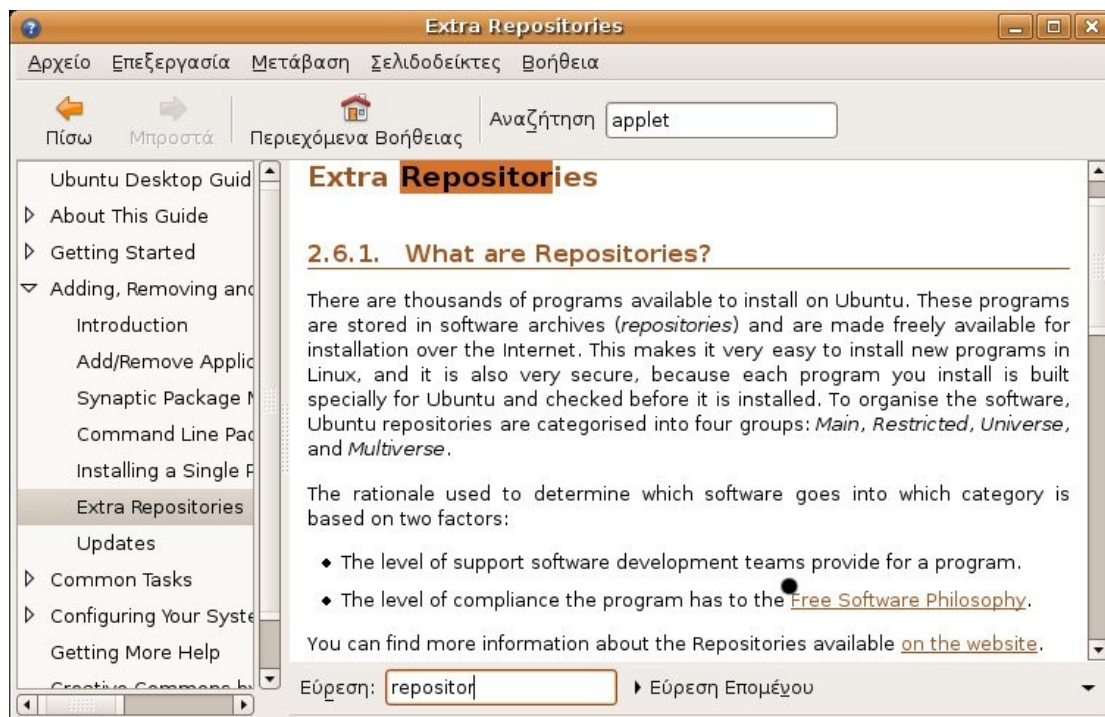 Extra Repositories
Αρχείο Επεξεργασία Μετάβαση Σελιδοδείκτες Βοήθεια
Πίσω Μπροστά Περιεχόμενα Βοήθειας Αναζήτηση applet
Ubuntu Desktop Guid
About This Guide
Getting Started
Adding, Removing and
Introduction
Add/Remove Applic
Synaptic Package M
Command Line Pac
Installing a Single P
Extra Repositories
Updates
Common Tasks
Configuring Your Syste
Getting More Help
Creative Commons by
Extra Repositories
2.6.1. What are Repositories?
There are thousands of programs available to install on Ubuntu. These programs
are stored in software archives (repositories) and are made freely available for
installation over the Internet. This makes it very easy to install new programs in
Linux, and it is also very secure, because each program you install is built
specially for Ubuntu and checked before it is installed. To organise the software,
Ubuntu repositories are categorised into four groups: Main, Restricted, Universe,
and Multiverse.
The rationale used to determine which software goes into which category is
based on two factors:
The level of support software development teams provide for a program.
The level of compliance the program has to the Free Software Philosophy.
You can find more information about the Repositories available on the website.
Εύρεση: repositor Εύρεση Επομένου